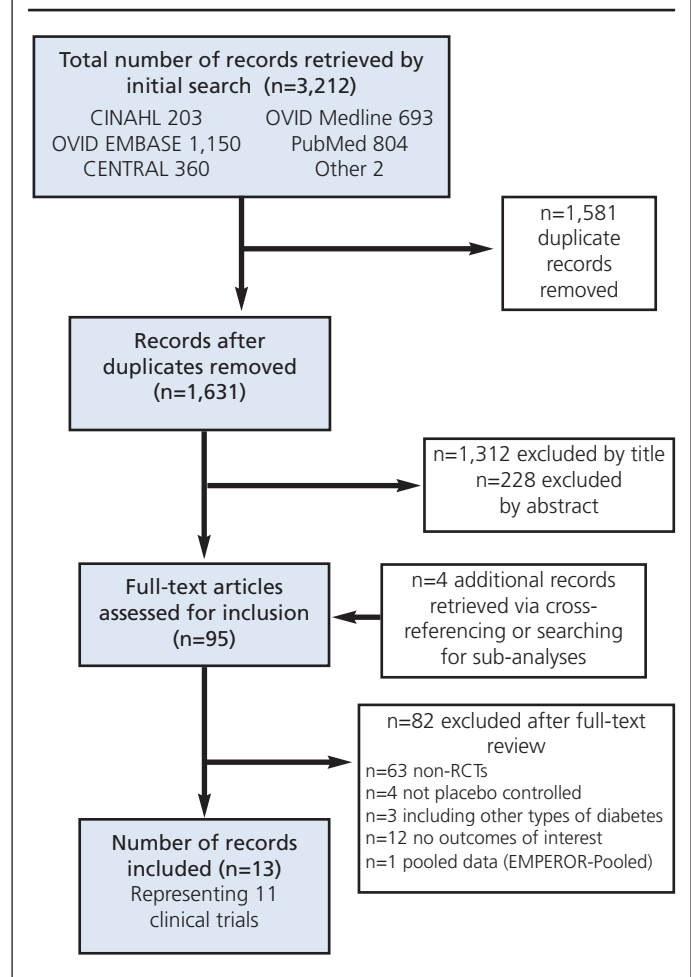 Total number of records retrieved by
initial search (n=3,212)
CINAHL 203 OVID Medline 693
OVID EMBASE 1,150 PubMed 804
CENTRAL 360 Other 2
n=1,581
duplicate
records
removed
Records after
duplicates removed
(n=1,631)
n=1,312 excluded by title
n=228 excluded
by abstract
Full-text articles
assessed for inclusion
(n=95)
n=4 additional records
retrieved via cross-
referencing or searching
for sub-analyses
n=82 excluded after full-text
review
n=63 non-RCTs
n=4 not placebo controlled
n=3 including other types of diabetes
n=12 no outcomes of interest
n=1 pooled data (EMPEROR-Pooled)
Number of records
included (n=13)
Representing 11
clinical trials